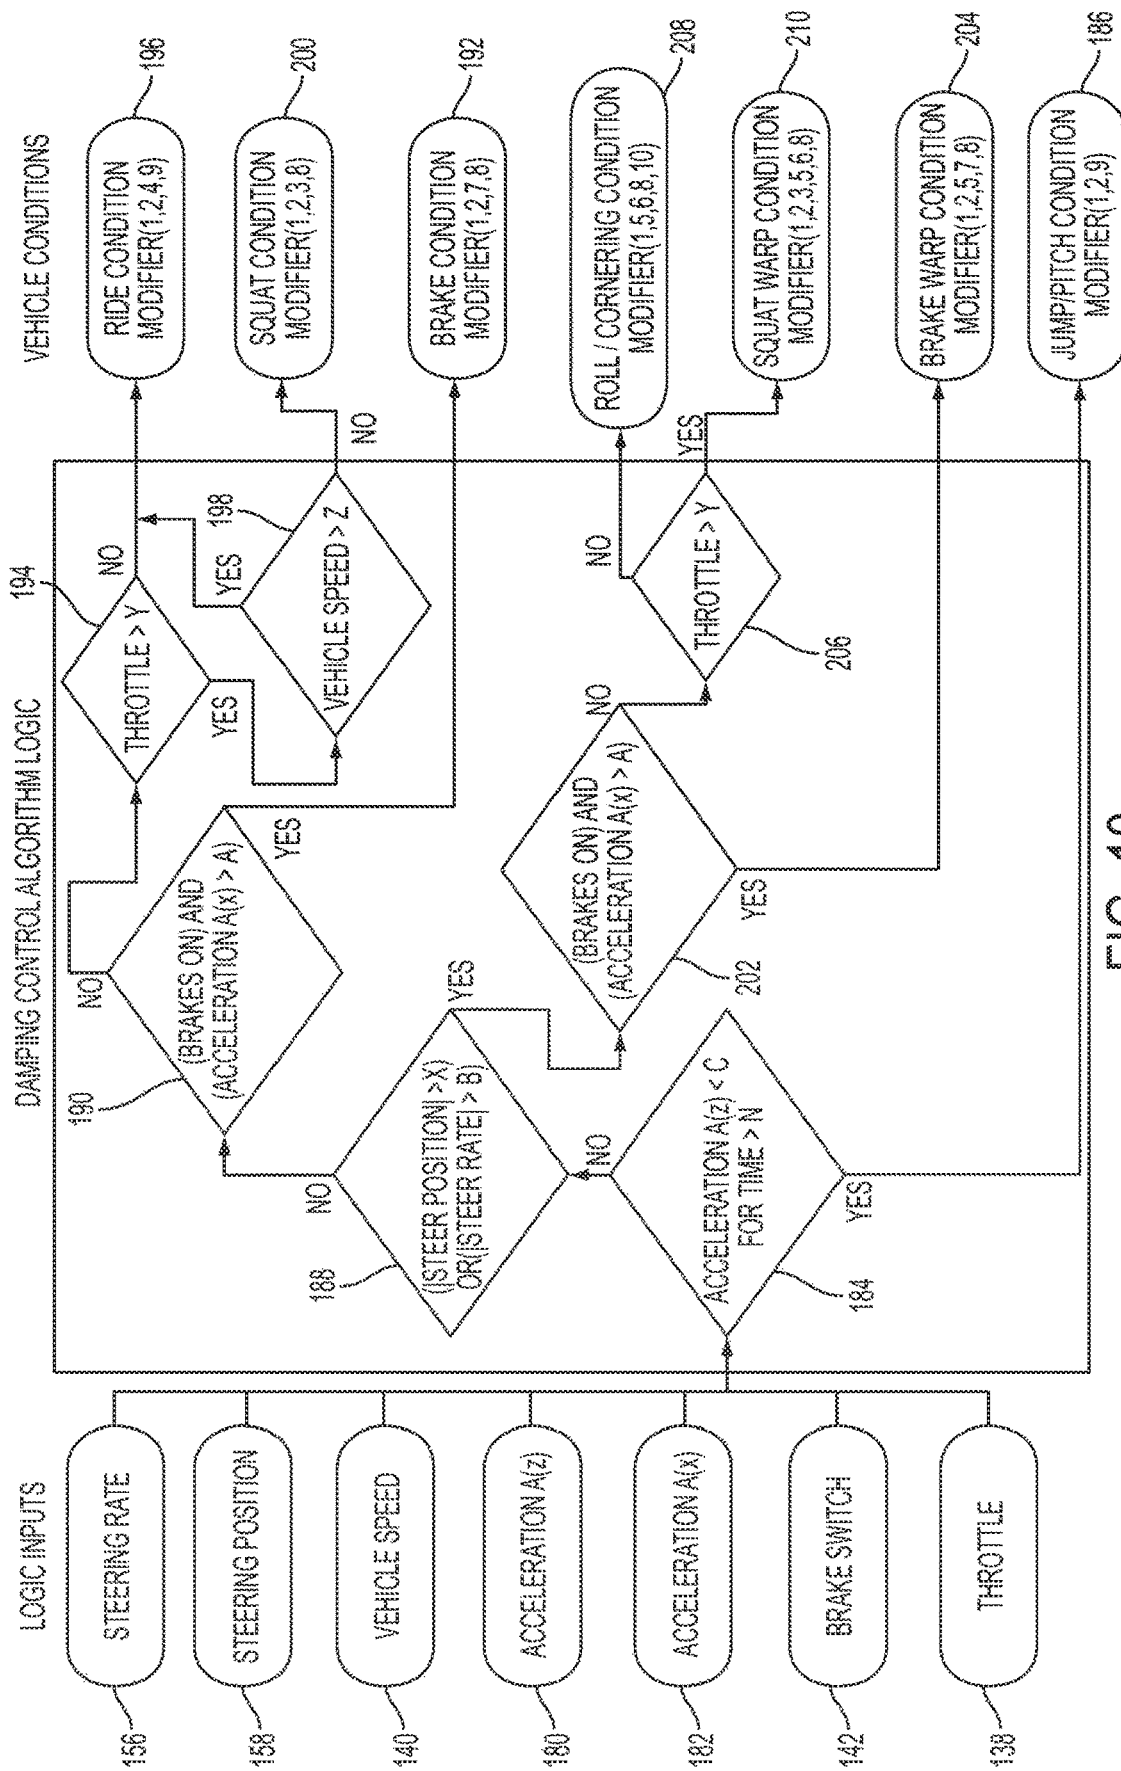 LOGIC INPUTS
156
STEERING RATE
158
STEERING POSITION
140
VEHICLE SPEED
180
ACCELERATION A(z)
182
ACCELERATION A(x)
142
BRAKE SWITCH
138
THROTTLE
DAMPING CONTROL ALGORITHM LOGIC
184
ACCELERATION A(z) < C
FOR TIME > N
NO
YES
188
(|STEER POSITION| >X)
OR(|STEER RATE| > B)
NO
YES
190
(BRAKES ON) AND
(ACCELERATION A(x) > A)
NO
YES
194
THROTTLE > Y
NO
YES
198
VEHICLE SPEED > Z
YES
NO
202
(BRAKES ON) AND
(ACCELERATION A(x) > A)
NO
YES
206
THROTTLE > Y
NO
YES
VEHICLE CONDITIONS
RIDE CONDITION
MODIFIER(1,2,4,9)
196
SQUAT CONDITION
MODIFIER(1,2,3,8)
200
BRAKE CONDITION
MODIFIER(1,2,7,8)
192
ROLL / CORNERING CONDITION
MODIFIER(1,5,6,8,10)
208
SQUAT WARP CONDITION
MODIFIER(1,2,3,5,6,8)
210
BRAKE WARP CONDITION
MODIFIER(1,2,5,7,8)
204
JUMP/PITCH CONDITION
MODIFIER(1,2,9)
186